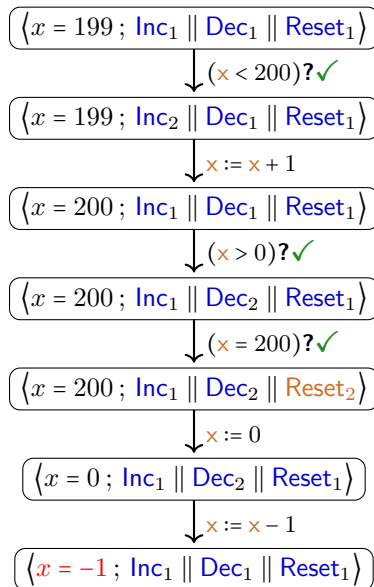 ⟨x = 199 ; Inc₁ || Dec₁ || Reset₁⟩
(x < 200)?✓
⟨x = 199 ; Inc₂ || Dec₁ || Reset₁⟩
x := x + 1
⟨x = 200 ; Inc₁ || Dec₁ || Reset₁⟩
(x > 0)?✓
⟨x = 200 ; Inc₁ || Dec₂ || Reset₁⟩
(x = 200)?✓
⟨x = 200 ; Inc₁ || Dec₂ || Reset₂⟩
x := 0
⟨x = 0 ; Inc₁ || Dec₂ || Reset₁⟩
x := x − 1
⟨x = −1 ; Inc₁ || Dec₁ || Reset₁⟩